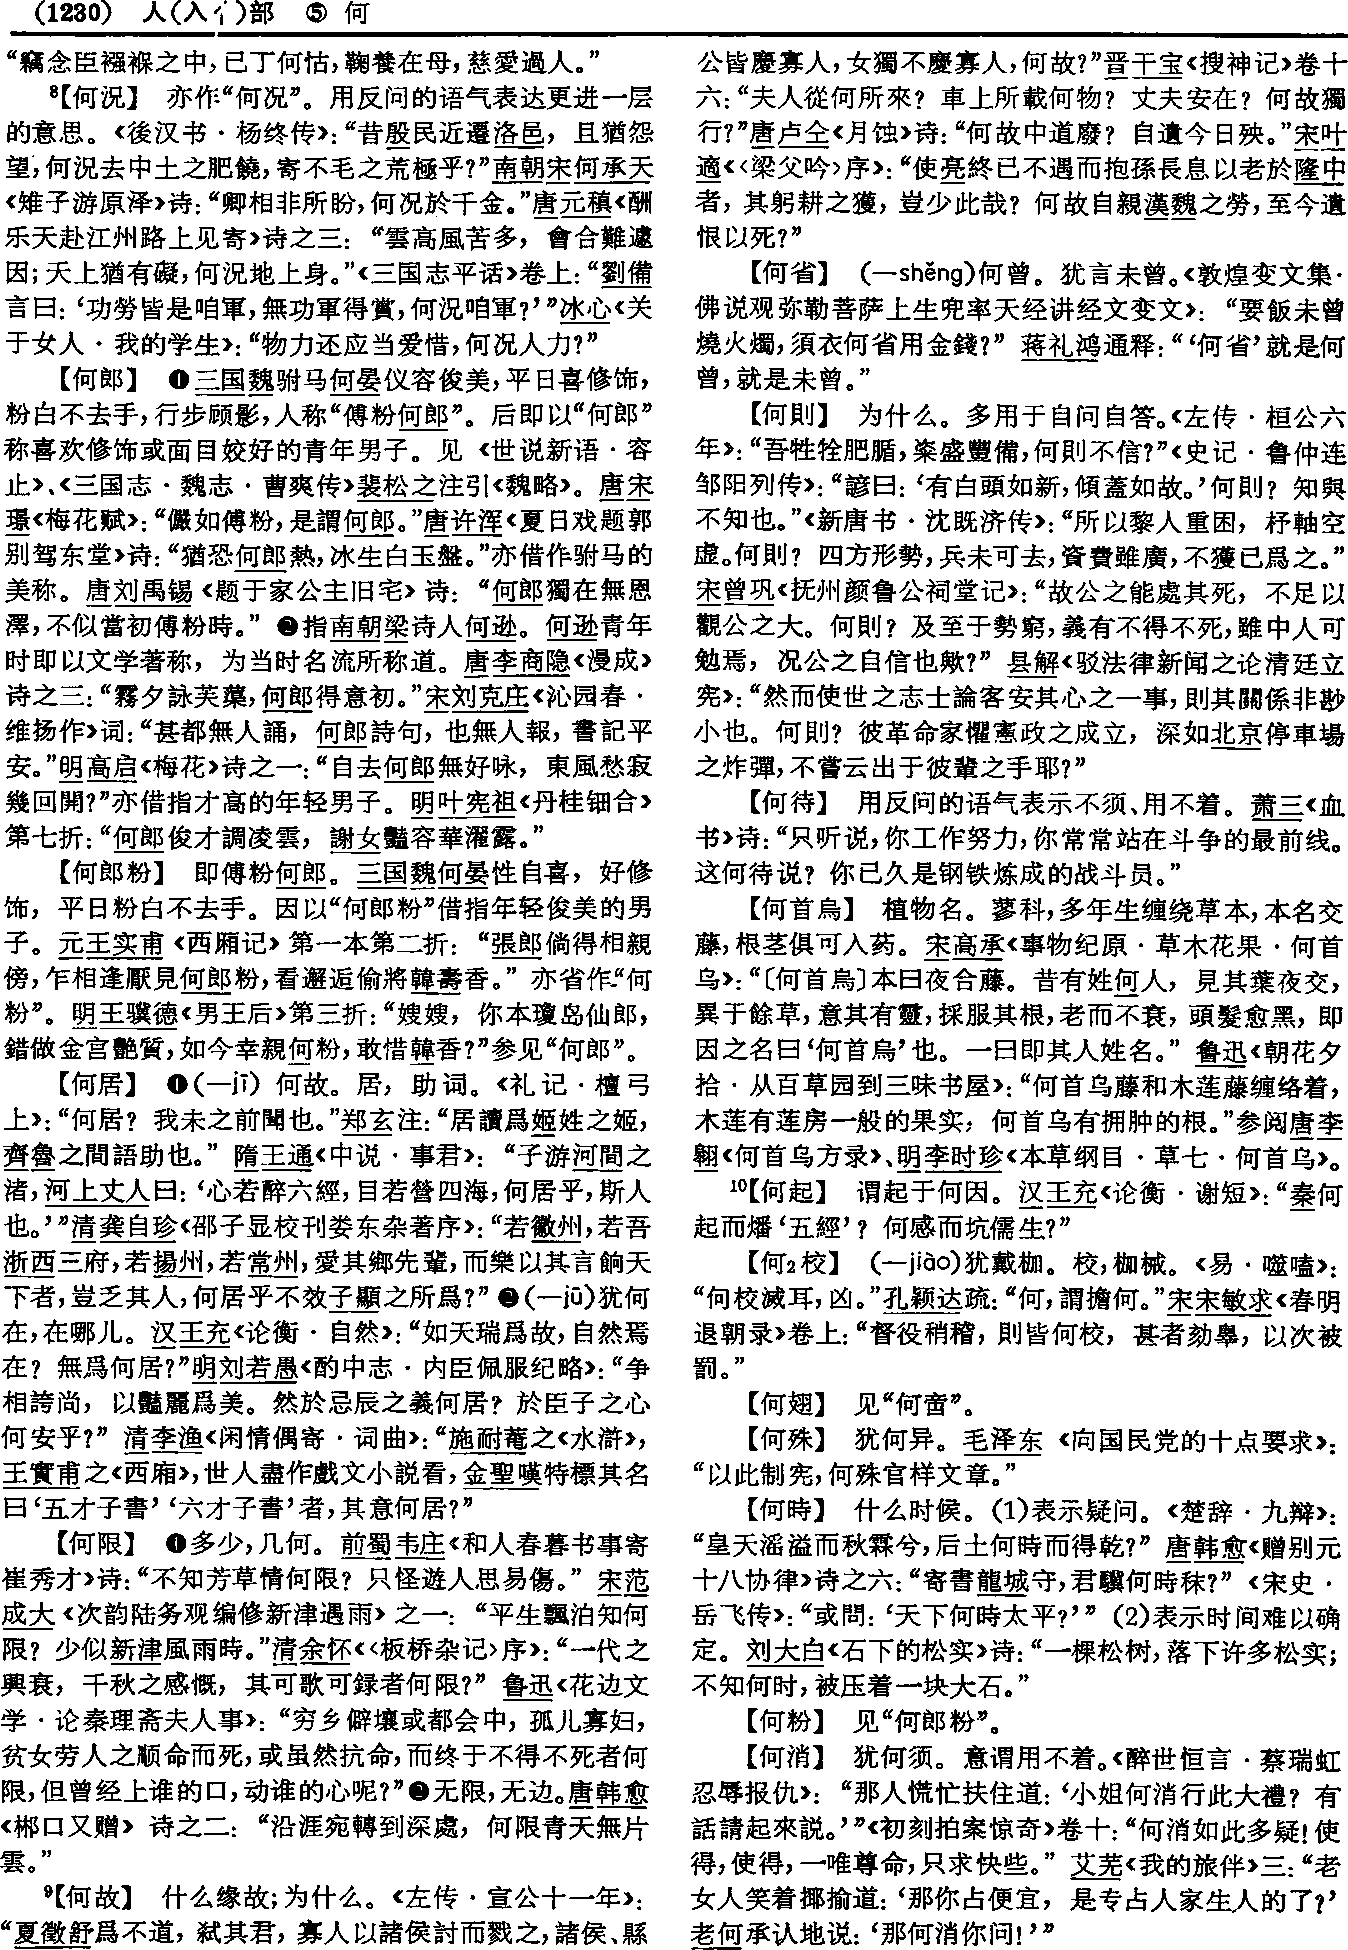 (1230) 人(入亻)部 ⑤ 何
“竊念臣襁褓之中，已丁何怙，鞠養在母，慈愛過人。”
⁸【何況】 亦作“何况”。用反问的语气表达更进一层
的意思。《後汉书·杨终传》：“昔殷民近遷洛邑，且猶怨
望，何況去中土之肥饒，寄不毛之荒極乎？”南朝宋何承天
《雉子游原泽》诗：“卿相非所盼，何况於千金。”唐元稹《酬
乐天赴江州路上见寄》诗之三：“雲高風苦多，會合難遽
因；天上猶有礙，何況地上身。”《三国志平话》卷上：“劉備
言曰：‘功勞皆是咱軍，無功軍得賞，何況咱軍？’”冰心《关
于女人·我的学生》：“物力还应当爱惜，何况人力？”
【何郎】 ❶三国魏驸马何晏仪容俊美，平日喜修饰，
粉白不去手，行步顾影，人称“傅粉何郎”。后即以“何郎”
称喜欢修饰或面目姣好的青年男子。见《世说新语·容
止》、《三国志·魏志·曹爽传》裴松之注引《魏略》。唐宋
璟《梅花赋》：“儼如傅粉，是謂何郎。”唐许浑《夏日戏题郭
别驾东堂》诗：“猶恐何郎熱，冰生白玉盤。”亦借作驸马的
美称。唐刘禹锡《题于家公主旧宅》诗：“何郎獨在無恩
澤，不似當初傅粉時。”❷指南朝梁诗人何逊。何逊青年
时即以文学著称，为当时名流所称道。唐李商隐《漫成》
诗之三：“霧夕詠芙蕖，何郎得意初。”宋刘克庄《沁园春·
维扬作》词：“甚都無人誦，何郎詩句，也無人報，書記平
安。”明高启《梅花》诗之一：“自去何郎無好咏，東風愁寂
幾回開？”亦借指才高的年轻男子。明叶宪祖《丹桂钿合》
第七折：“何郎俊才調凌雲，謝女豔容華濯露。”
【何郎粉】 即傅粉何郎。三国魏何晏性自喜，好修
饰，平日粉白不去手。因以“何郎粉”借指年轻俊美的男
子。元王实甫《西厢记》第一本第二折：“張郎倘得相親
傍，乍相逢厭見何郎粉，看邂逅偷將韓壽香。”亦省作“何
粉”。明王骥德《男王后》第三折：“嫂嫂，你本瓊岛仙郎，
錯做金宫艷質，如今幸親何粉，敢惜韓香？”参见“何郎”。
【何居】 ❶(—jī) 何故。居，助词。《礼记·檀弓
上》：“何居？我未之前聞也。”郑玄注：“居讀爲姬姓之姬，
齊魯之間語助也。”隋王通《中说·事君》：“子游河間之
渚，河上丈人曰：‘心若醉六經，目若營四海，何居乎，斯人
也。’”清龚自珍《邵子显校刊娄东杂著序》：“若徽州，若吾
浙西三府，若揚州，若常州，愛其鄉先輩，而樂以其言餉天
下者，豈乏其人，何居乎不效子顯之所爲？”❷(—jū)犹何
在，在哪儿。汉王充《论衡·自然》：“如天瑞爲故，自然焉
在？無爲何居？”明刘若愚《酌中志·内臣佩服纪略》：“争
相誇尚，以豔麗爲美。然於忌辰之義何居？於臣子之心
何安乎？”清李渔《闲情偶寄·词曲》：“施耐菴之《水滸》，
王實甫之《西廂》，世人盡作戲文小説看，金聖嘆特標其名
曰‘五才子書’‘六才子書’者，其意何居？”
【何限】 ❶多少，几何。前蜀韦庄《和人春暮书事寄
崔秀才》诗：“不知芳草情何限？只怪遊人思易傷。”宋范
成大《次韵陆务观编修新津遇雨》之一：“平生飄泊知何
限？少似新津風雨時。”清余怀《〈板桥杂记〉序》：“一代之
興衰，千秋之感慨，其可歌可録者何限？”鲁迅《花边文
学·论秦理斋夫人事》：“穷乡僻壤或都会中，孤儿寡妇，
贫女劳人之顺命而死，或虽然抗命，而终于不得不死者何
限，但曾经上谁的口，动谁的心呢？”❷无限，无边。唐韩愈
《郴口又赠》诗之二：“沿涯宛轉到深處，何限青天無片
雲。”
⁹【何故】 什么缘故；为什么。《左传·宣公十一年》：
“夏徵舒爲不道，弑其君，寡人以諸侯討而戮之，諸侯、縣
公皆慶寡人，女獨不慶寡人，何故？”晋干宝《搜神记》卷十
六：“夫人從何所來？車上所載何物？丈夫安在？何故獨
行？”唐卢仝《月蚀》诗：“何故中道廢？自遺今日殃。”宋叶
適《〈梁父吟〉序》：“使亮終已不遇而抱孫長息以老於隆中
者，其躬耕之獲，豈少此哉？何故自親漢魏之勞，至今遺
恨以死？”
【何省】 (—shěng)何曾。犹言未曾。《敦煌变文集·
佛说观弥勒菩萨上生兜率天经讲经文变文》：“要飯未曾
燒火燭，須衣何省用金錢？”蒋礼鸿通释：“‘何省’就是何
曾，就是未曾。”
【何則】 为什么。多用于自问自答。《左传·桓公六
年》：“吾牲牷肥腯，粢盛豐備，何則不信？”《史记·鲁仲连
邹阳列传》：“諺曰：‘有白頭如新，傾蓋如故。’何則？知與
不知也。”《新唐书·沈既济传》：“所以黎人重困，杼軸空
虚。何則？四方形勢，兵未可去，資費雖廣，不獲已爲之。”
宋曾巩《抚州颜鲁公祠堂记》：“故公之能處其死，不足以
觀公之大。何則？及至于勢窮，義有不得不死，雖中人可
勉焉，况公之自信也歟？”县解《驳法律新闻之论清廷立
宪》：“然而使世之志士論客安其心之一事，則其關係非尠
小也。何則？彼革命家懼憲政之成立，深如北京停車場
之炸彈，不嘗云出于彼輩之手耶？”
【何待】 用反问的语气表示不须、用不着。萧三《血
书》诗：“只听说，你工作努力，你常常站在斗争的最前线。
这何待说？你已久是钢铁炼成的战斗员。”
【何首烏】 植物名。蓼科，多年生缠绕草本，本名交
藤，根茎俱可入药。宋高承《事物纪原·草木花果·何首
乌》：“〔何首烏〕本曰夜合藤。昔有姓何人，見其葉夜交，
異于餘草，意其有靈，採服其根，老而不衰，頭髮愈黑，即
因之名曰‘何首烏’也。一曰即其人姓名。”鲁迅《朝花夕
拾·从百草园到三味书屋》：“何首乌藤和木莲藤缠络着，
木莲有莲房一般的果实，何首乌有拥肿的根。”参阅唐李
翱《何首乌方录》、明李时珍《本草纲目·草七·何首乌》。
¹⁰【何起】 谓起于何因。汉王充《论衡·谢短》：“秦何
起而燔‘五經’？何感而坑儒生？”
【何₂校】 (—jiào)犹戴枷。校，枷械。《易·噬嗑》：
“何校滅耳，凶。”孔颖达疏：“何，謂擔何。”宋宋敏求《春明
退朝录》卷上：“督役稍稽，則皆何校，甚者劾辠，以次被
罰。”
【何翅】 见“何啻”。
【何殊】 犹何异。毛泽东《向国民党的十点要求》：
“以此制宪，何殊官样文章。”
【何時】 什么时候。(1)表示疑问。《楚辞·九辩》：
“皇天滛溢而秋霖兮，后土何時而得乾？”唐韩愈《赠别元
十八协律》诗之六：“寄書龍城守，君驥何時秣？”《宋史·
岳飞传》：“或問：‘天下何時太平？’”(2)表示时间难以确
定。刘大白《石下的松实》诗：“一棵松树，落下许多松实；
不知何时，被压着一块大石。”
【何粉】 见“何郎粉”。
【何消】 犹何须。意谓用不着。《醉世恒言·蔡瑞虹
忍辱报仇》：“那人慌忙扶住道：‘小姐何消行此大禮？有
話請起來説。’”《初刻拍案惊奇》卷十：“何消如此多疑！使
得，使得，一唯尊命，只求快些。”艾芜《我的旅伴》三：“老
女人笑着揶揄道：‘那你占便宜，是专占人家生人的了？’
老何承认地说：‘那何消你问！’”